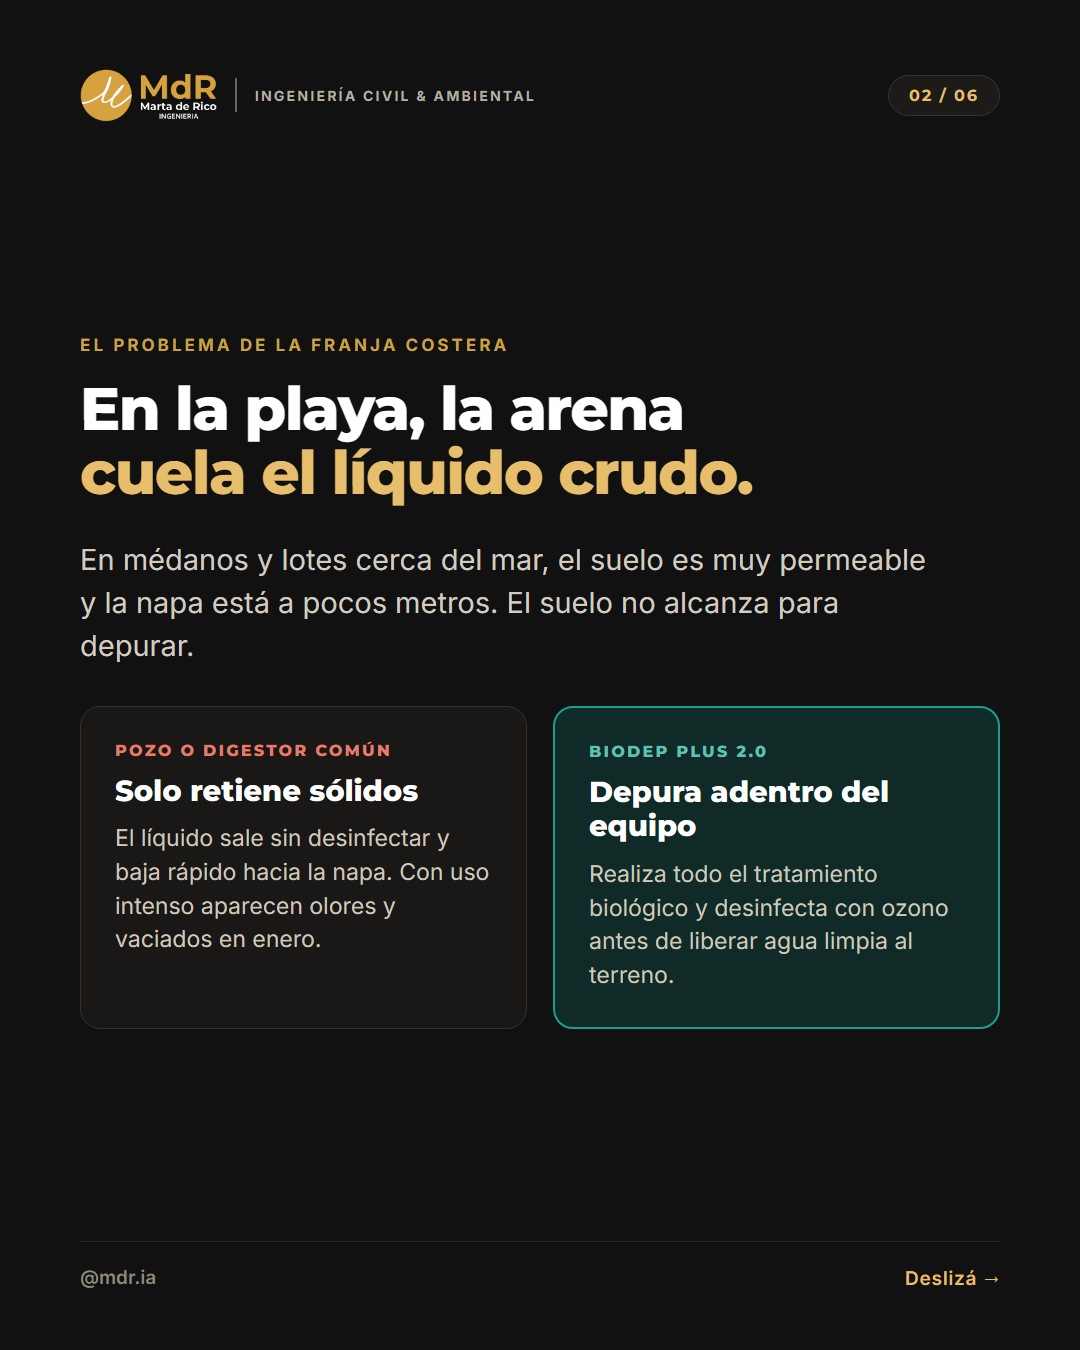 MdR
Marta de Rico
INGENIERIA
INGENIERÍA CIVIL & AMBIENTAL
02 / 06
EL PROBLEMA DE LA FRANJA COSTERA
En la playa, la arena
cuela el líquido crudo.
En médanos y lotes cerca del mar, el suelo es muy permeable
y la napa está a pocos metros. El suelo no alcanza para
depurar.
POZO O DIGESTOR COMÚN
Solo retiene sólidos
El líquido sale sin desinfectar y
baja rápido hacia la napa. Con uso
intenso aparecen olores y
vaciados en enero.
BIODEP PLUS 2.0
Depura adentro del
equipo
Realiza todo el tratamiento
biológico y desinfecta con ozono
antes de liberar agua limpia al
terreno.
@mdr.ia
Deslizá →